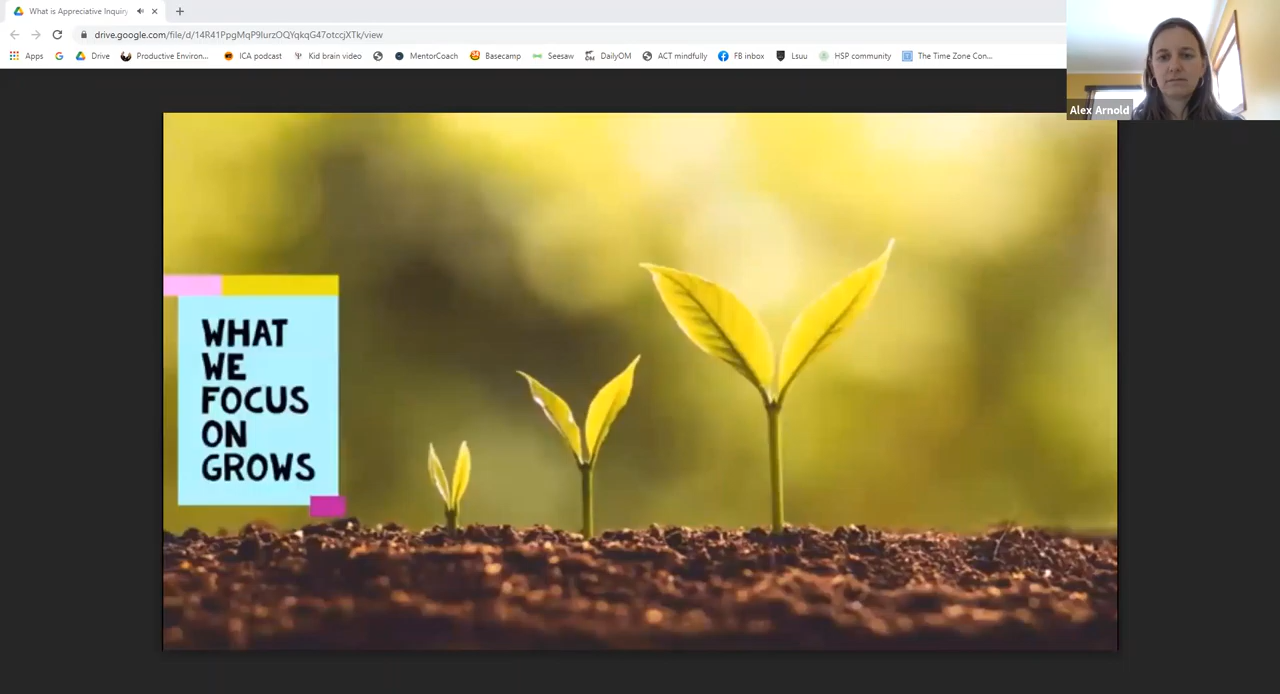 What is Appreciative Inquiry
drive.google.com/file/d/14R41PpgMqP9lurzOQYqkqG47otccjXTk/view
Apps
Drive
Productive Environ...
ICA podcast
Kid brain video
MentorCoach
Basecamp
Seesaw
DailyOM
ACT mindfully
FB inbox
Lsuu
HSP community
The Time Zone Con...
Alex Arnold
WHAT
WE
FOCUS
ON
GROWS